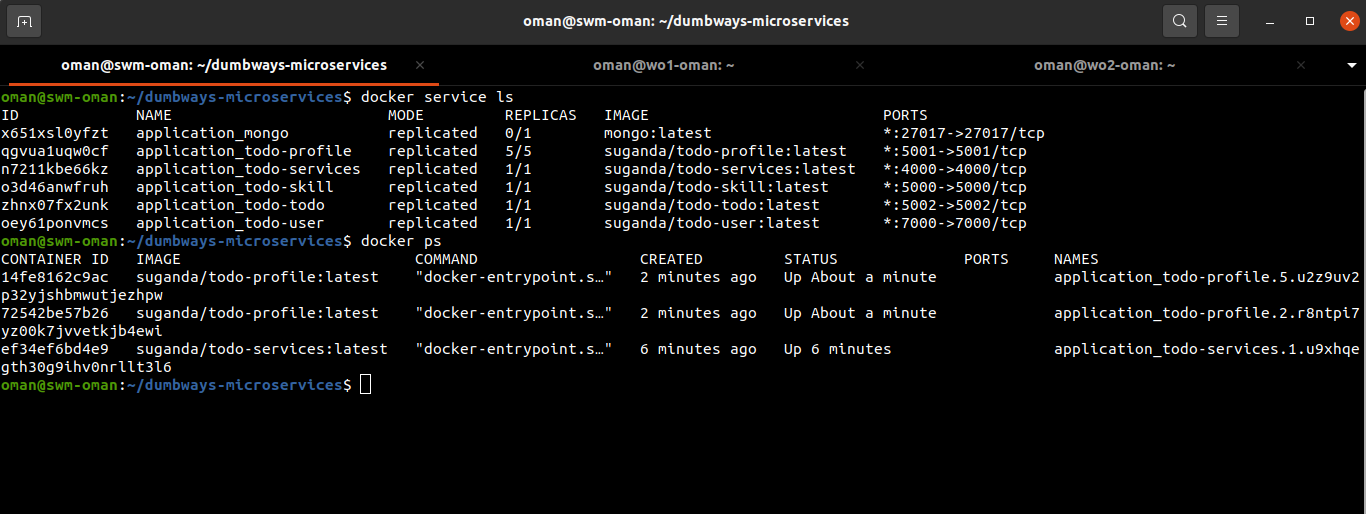 oman@swm-oman: ~/dumbways-microservices
oman@swm-oman: ~/dumbways-microservices × oman@wo1-oman: ~ × oman@wo2-oman: ~ ×
oman@swm-oman:~/dumbways-microservices$ docker service ls
ID NAME MODE REPLICAS IMAGE PORTS
x651xsl0yfzt application_mongo replicated 0/1 mongo:latest *:27017->27017/tcp
qgvua1uqw0cf application_todo-profile replicated 5/5 suganda/todo-profile:latest *:5001->5001/tcp
n7211kbe66kz application_todo-services replicated 1/1 suganda/todo-services:latest *:4000->4000/tcp
o3d46anwfruh application_todo-skill replicated 1/1 suganda/todo-skill:latest *:5000->5000/tcp
zhnx07fx2unk application_todo-todo replicated 1/1 suganda/todo-todo:latest *:5002->5002/tcp
oey61ponvmcs application_todo-user replicated 1/1 suganda/todo-user:latest *:7000->7000/tcp
oman@swm-oman:~/dumbways-microservices$ docker ps
CONTAINER ID IMAGE COMMAND CREATED STATUS PORTS NAMES
14fe8162c9ac suganda/todo-profile:latest "docker-entrypoint.s…" 2 minutes ago Up About a minute application_todo-profile.5.u2z9uv2
p32yjshbmwutjezhpw
72542be57b26 suganda/todo-profile:latest "docker-entrypoint.s…" 2 minutes ago Up About a minute application_todo-profile.2.r8ntpi7
yz00k7jvvetkjb4ewi
ef34ef6bd4e9 suganda/todo-services:latest "docker-entrypoint.s…" 6 minutes ago Up 6 minutes application_todo-services.1.u9xhqe
gth30g9ihv0nrllt3l6
oman@swm-oman:~/dumbways-microservices$